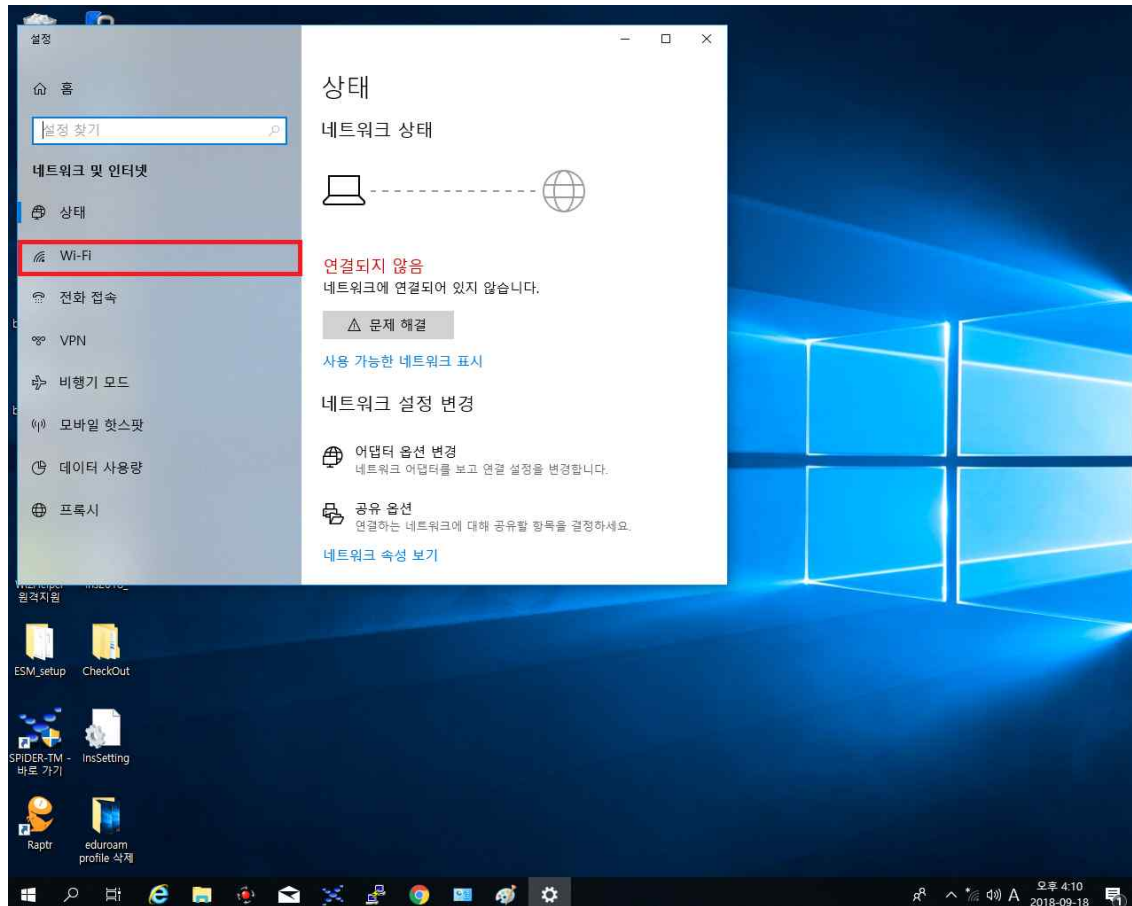 설정
홈
설정 찾기
네트워크 및 인터넷
상태
Wi-Fi
전화 접속
VPN
비행기 모드
모바일 핫스팟
데이터 사용량
프록시
상태
네트워크 상태
연결되지 않음
네트워크에 연결되어 있지 않습니다.
문제 해결
사용 가능한 네트워크 표시
네트워크 설정 변경
어댑터 옵션 변경
네트워크 어댑터를 보고 연결 설정을 변경합니다.
공유 옵션
연결하는 네트워크에 대해 공유할 항목을 결정하세요.
네트워크 속성 보기
원격지원
ESM_setup
CheckOut
SPIDER-TM -
바로 가기
InsSetting
Raptr
eduroam
profile 삭제
A
오후 4:10
2018-09-18
1